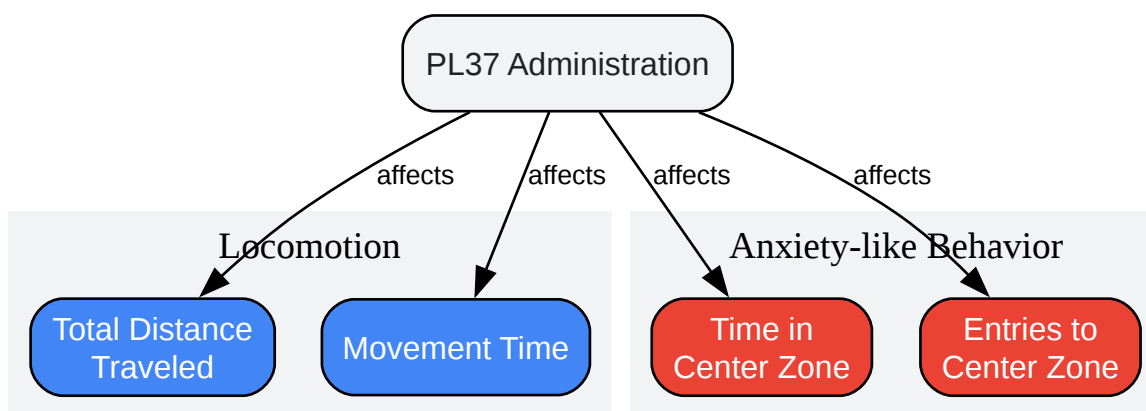 PL37 Administration
affects
affects
affects
affects
Locomotion
Anxiety-like Behavior
Total Distance
Traveled
Movement Time
Time in
Center Zone
Entries to
Center Zone